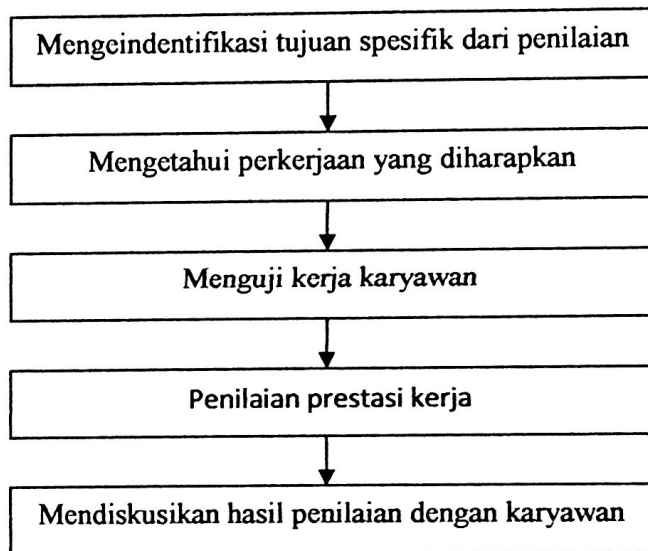 Mengeindentifikasi tujuan spesifik dari penilaian
Mengetahui perkerjaan yang diharapkan
Menguji kerja karyawan
Penilaian prestasi kerja
Mendiskusikan hasil penilaian dengan karyawan